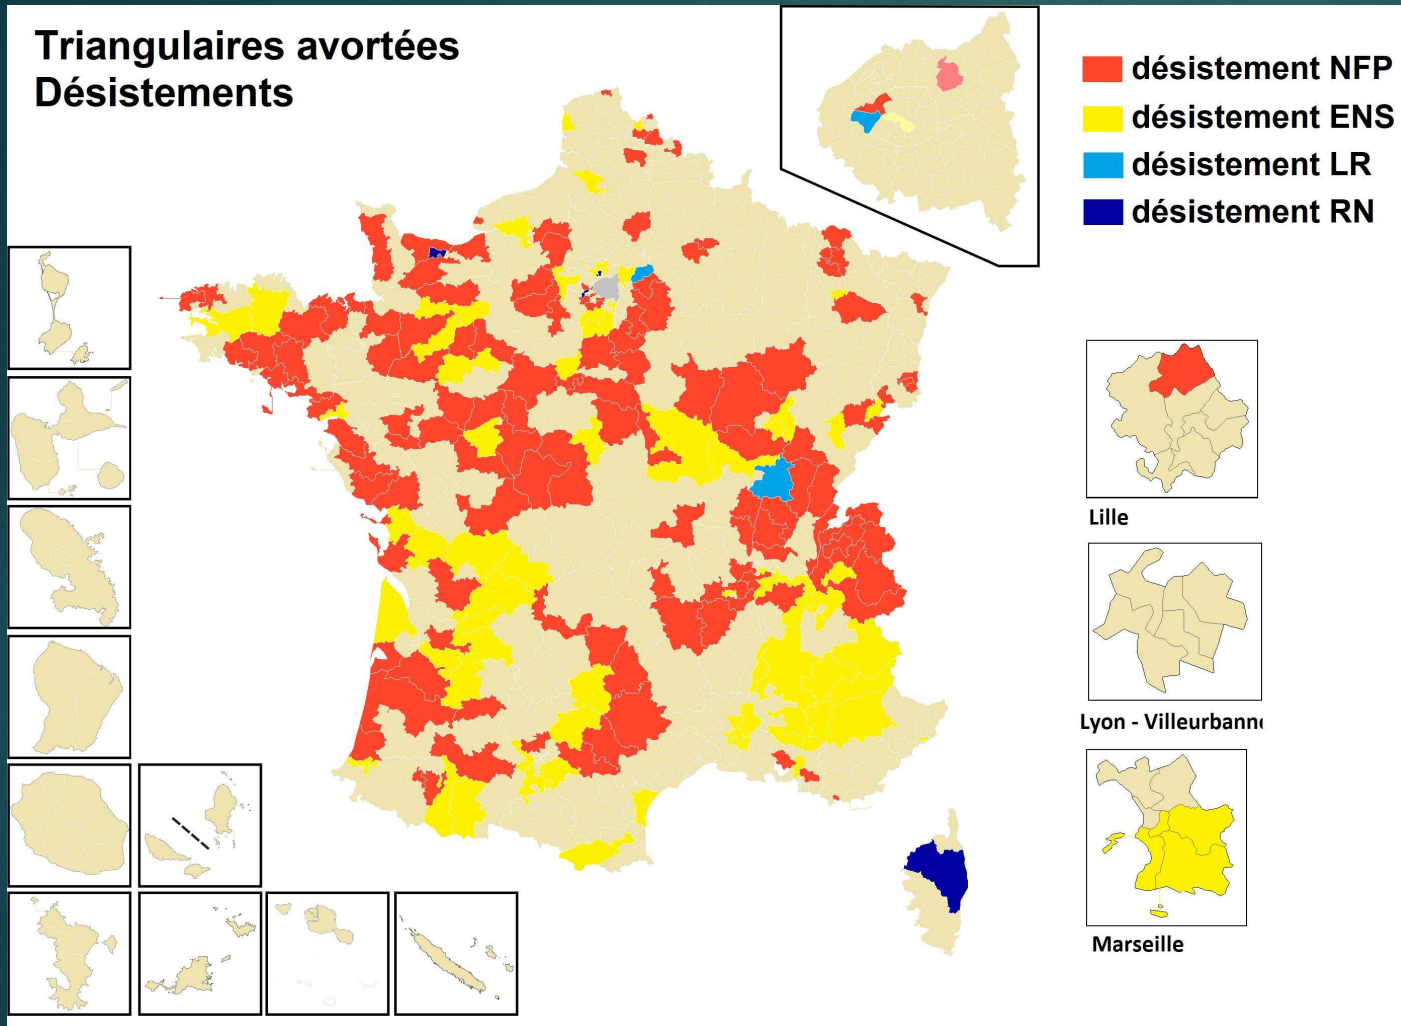 Triangulaires avortées
Désistements
désistement NFP
désistement ENS
désistement LR
désistement RN
Lille
Lyon - Villeurbann
Marseille